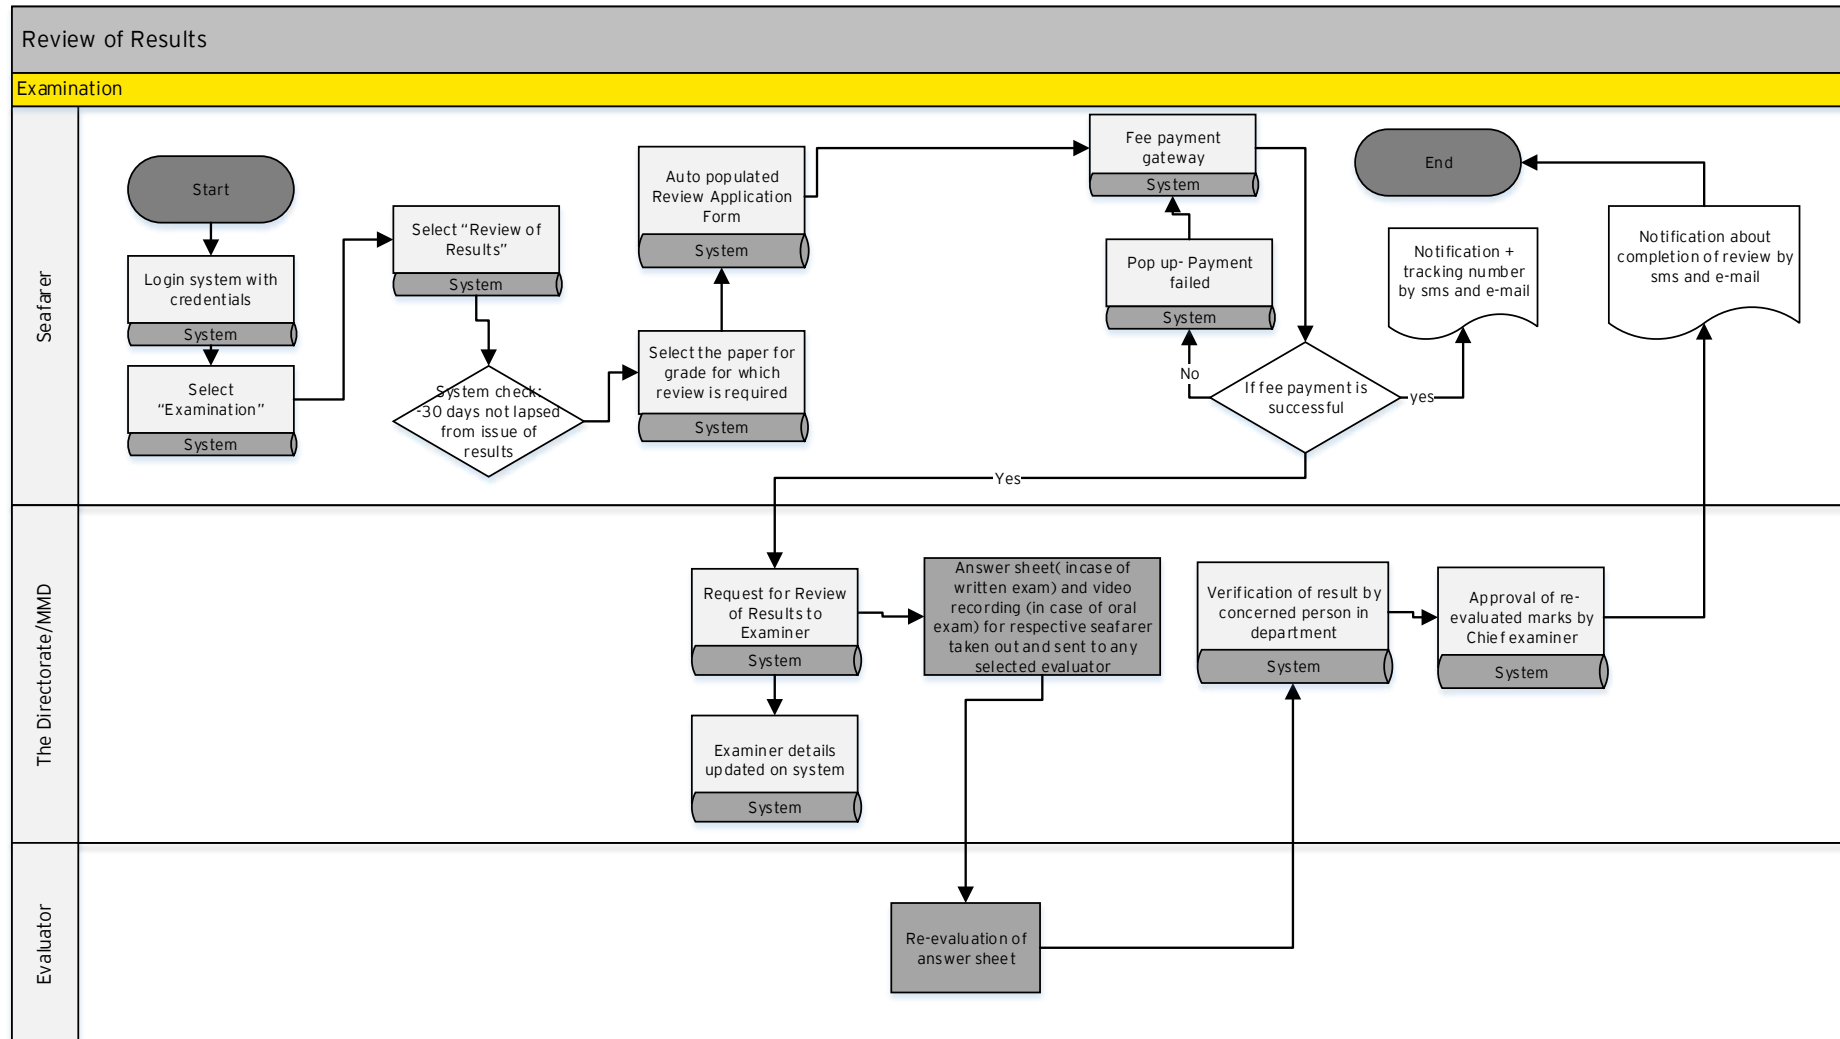 Review of Results
Examination
Seafarer
Start
Login system with
credentials
System
Select
“Examination”
System
Select “Review of
Results”
System
System check:
-30 days not lapsed
from issue of
results
Select the paper for
grade for which
review is required
System
Auto populated
Review Application
Form
System
Fee payment
gateway
System
Pop up- Payment
failed
System
No
If fee payment is
successful
yes
Notification +
tracking number
by sms and e-mail
End
Notification about
completion of review by
sms and e-mail
Yes
The Directorate/MMD
Request for Review
of Results to
Examiner
System
Examiner details
updated on system
System
Answer sheet( incase of
written exam) and video
recording (in case of oral
exam) for respective seafarer
taken out and sent to any
selected evaluator
Verification of result by
concerned person in
department
System
Approval of re-
evaluated marks by
Chief examiner
System
Evaluator
Re-evaluation of
answer sheet